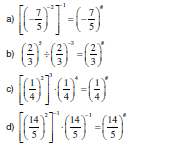 a) [(-7/5)⁻²]⁻¹ = (-7/5)
b) (2/3)⁵ ÷ (2/3)⁻³ = (2/3)
c) [(1/4)²]³ · (1/4)⁴ = (1/4)
d) [(14/5)²]⁻¹ · (14/5)⁻¹ = (14/5)